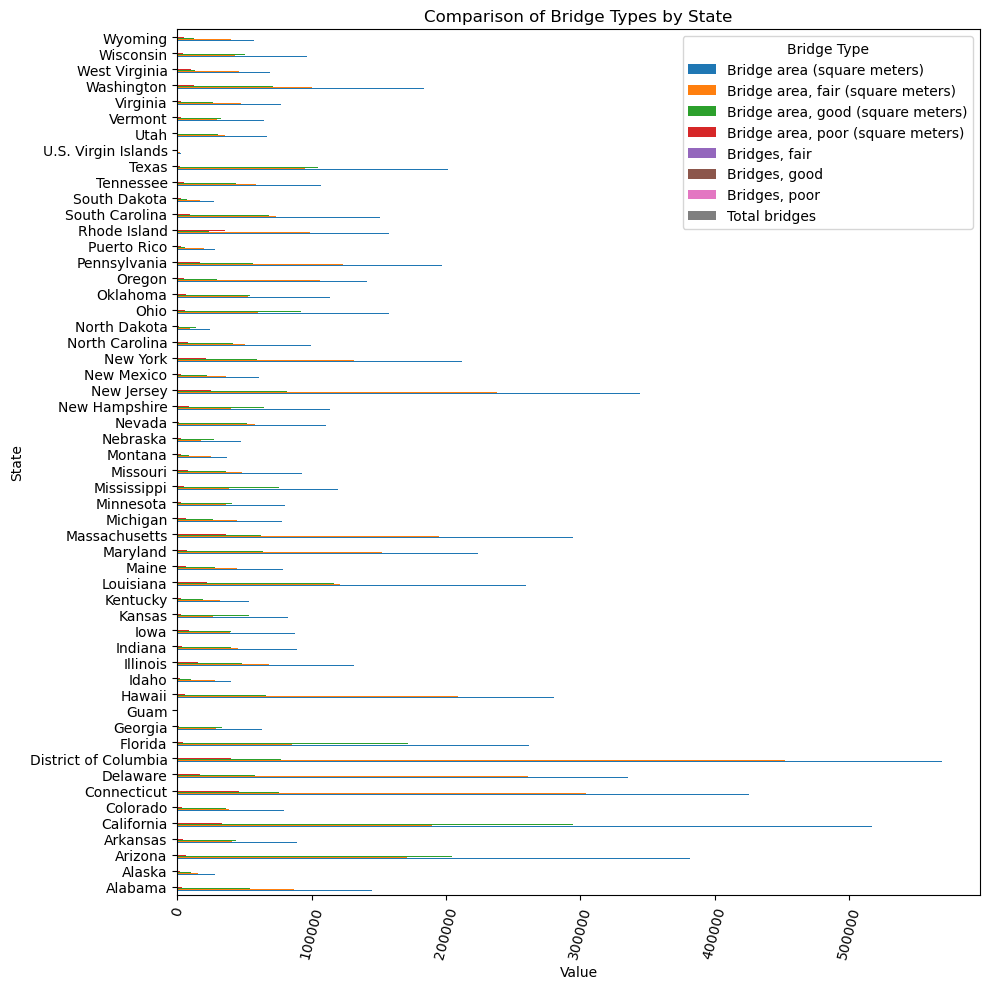 Comparison of Bridge Types by State
Bridge Type
Bridge area (square meters)
Bridge area, fair (square meters)
Bridge area, good (square meters)
Bridge area, poor (square meters)
Bridges, fair
Bridges, good
Bridges, poor
Total bridges
State
Wyoming
Wisconsin
West Virginia
Washington
Virginia
Vermont
Utah
U.S. Virgin Islands
Texas
Tennessee
South Dakota
South Carolina
Rhode Island
Puerto Rico
Pennsylvania
Oregon
Oklahoma
Ohio
North Dakota
North Carolina
New York
New Mexico
New Jersey
New Hampshire
Nevada
Nebraska
Montana
Missouri
Mississippi
Minnesota
Michigan
Massachusetts
Maryland
Maine
Louisiana
Kentucky
Kansas
Iowa
Indiana
Illinois
Idaho
Hawaii
Guam
Georgia
Florida
District of Columbia
Delaware
Connecticut
Colorado
California
Arkansas
Arizona
Alaska
Alabama
0
100000
200000
300000
400000
500000
Value